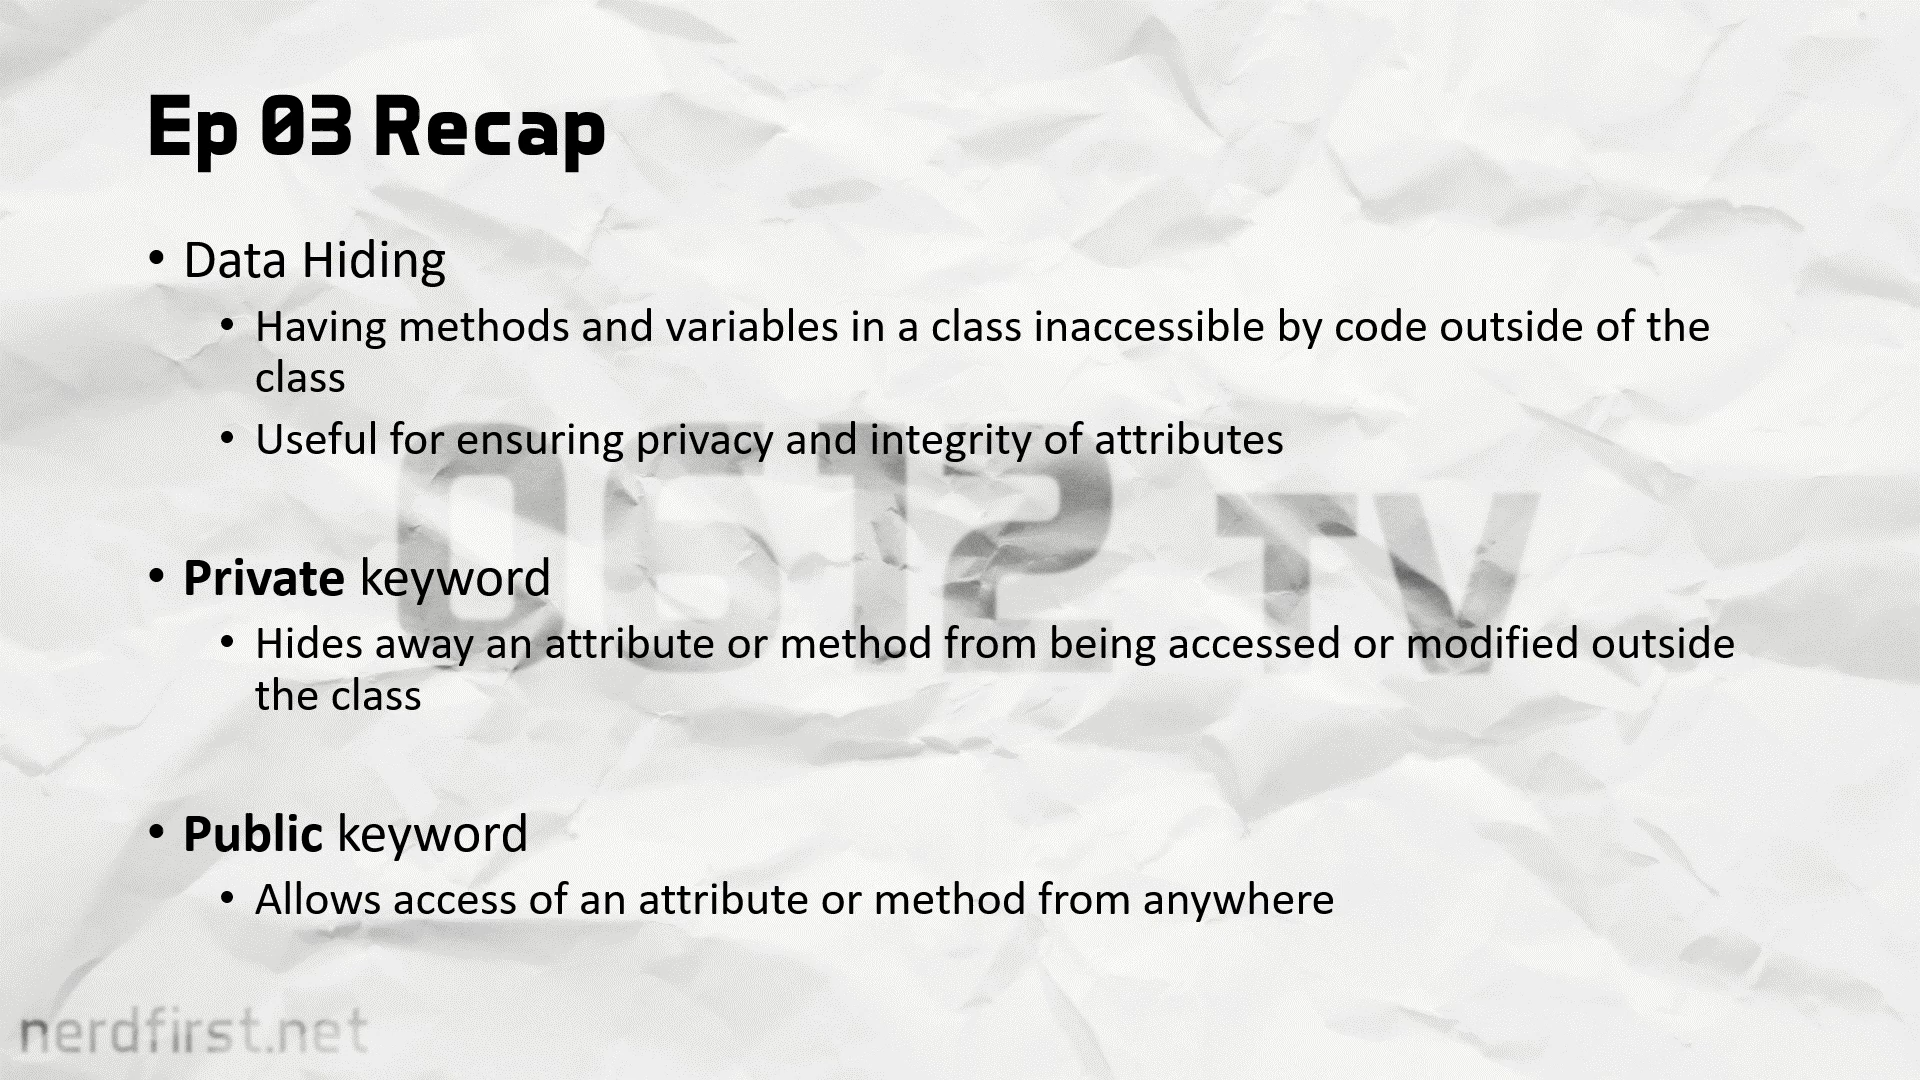 Ep 03 Recap
• Data Hiding
• Having methods and variables in a class inaccessible by code outside of the
class
• Useful for ensuring privacy and integrity of attributes
0612 TV
• Private keyword
• Hides away an attribute or method from being accessed or modified outside
the class
• Public keyword
• Allows access of an attribute or method from anywhere
nerdfirst.net